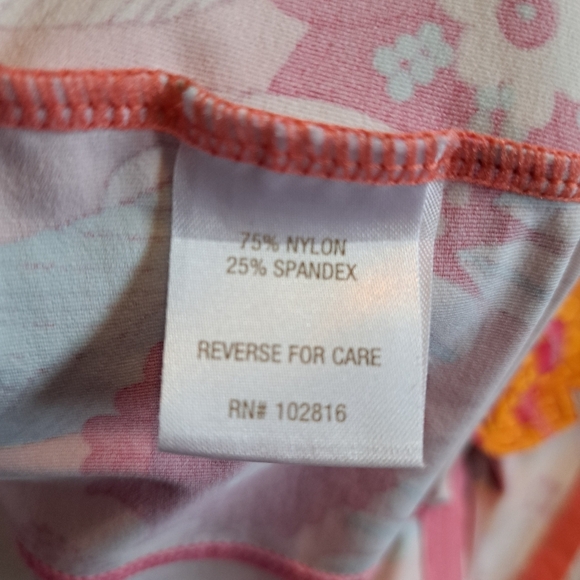 75% NYLON
25% SPANDEX
REVERSE FOR CARE
RN# 102816